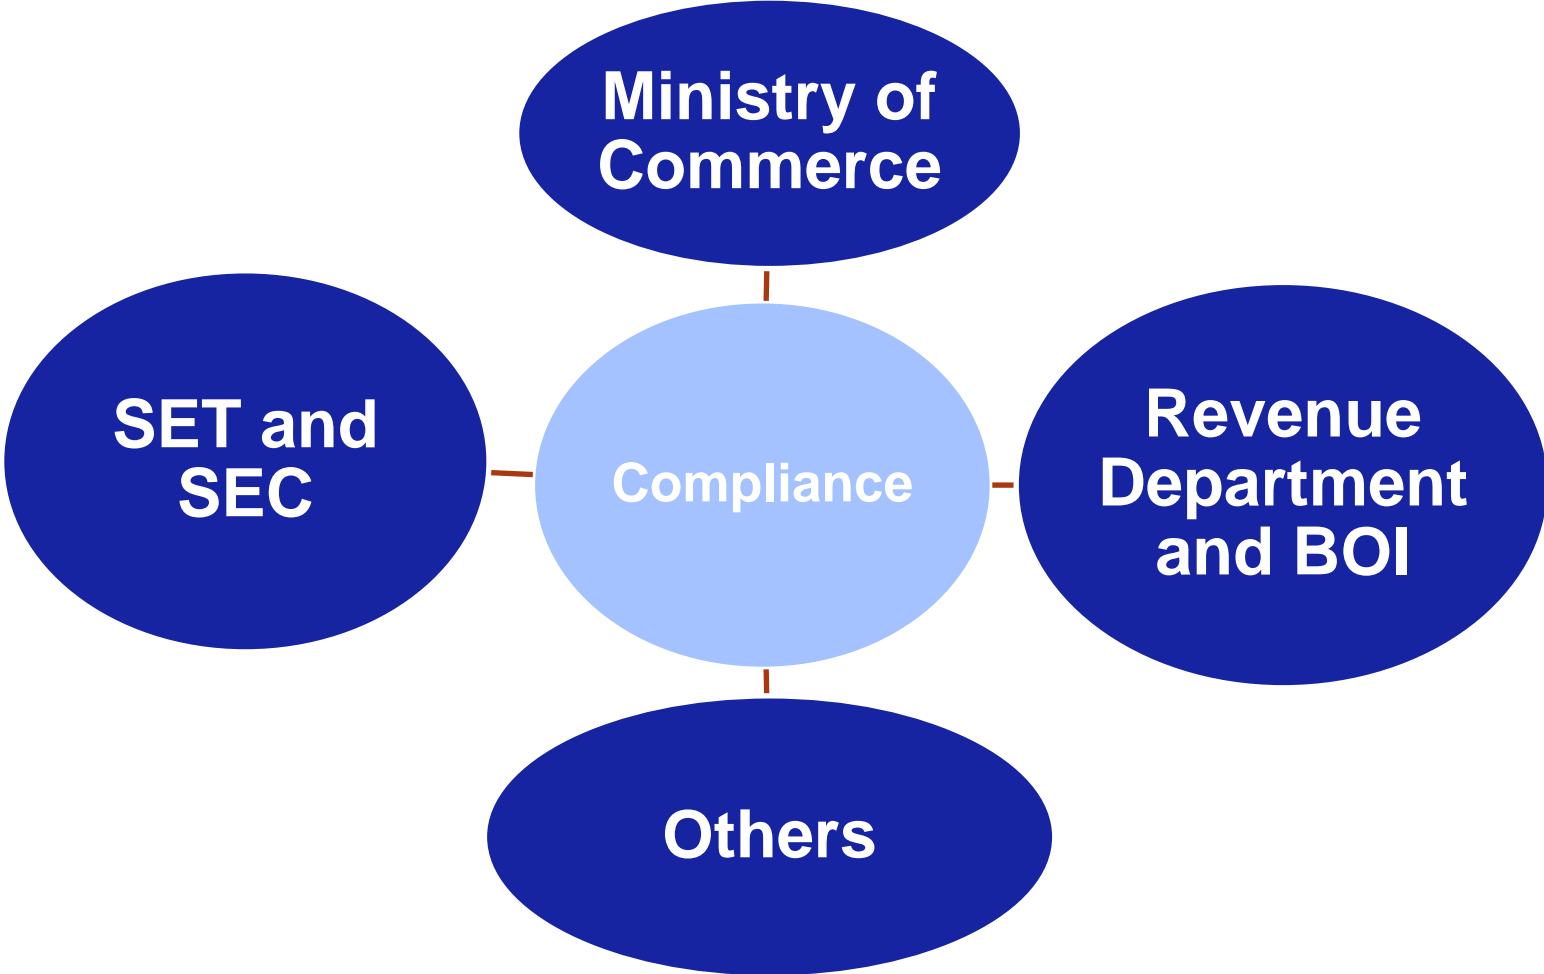 Ministry of
Commerce
SET and
SEC
Compliance
Revenue
Department
and BOI
Others